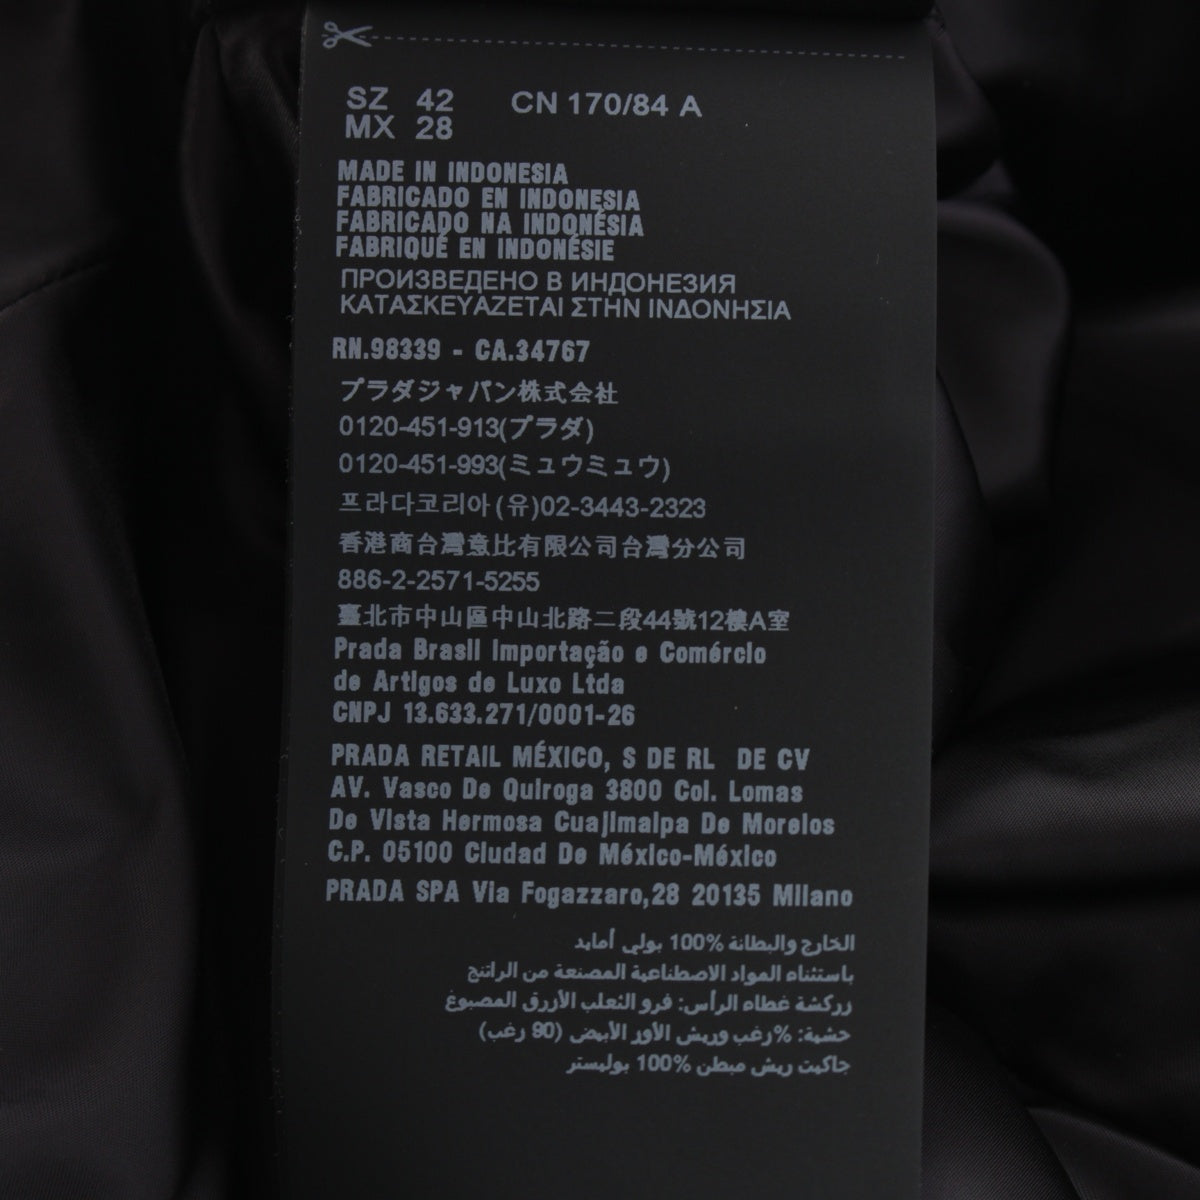 SZ 42 CN 170/84 A
MX 28
MADE IN INDONESIA
FABRICADO EN INDONESIA
FABRICADO NA INDONÉSIA
FABRIQUÉ EN INDONÉSIE
ПРОИЗВЕДЕНО В ИНДОНЕЗИЯ
ΚΑΤΑΣΚΕΥΑΖΕΤΑΙ ΣΤΗΝ ΙΝΔΟΝΗΣΙΑ
RN.98339 - CA.34767
プラダジャパン株式会社
0120-451-913(プラダ)
0120-451-993(ミュウミュウ)
프라다코리아(유)02-3443-2323
香港商台灣意比有限公司台灣分公司
886-2-2571-5255
臺北市中山區中山北路二段44號12樓A室
Prada Brasil Importação e Comércio
de Artigos de Luxo Ltda
CNPJ 13.633.271/0001-26
PRADA RETAIL MÉXICO, S DE RL DE CV
AV. Vasco De Quiroga 3800 Col. Lomas
De Vista Hermosa Cuajimalpa De Morelos
C.P. 05100 Ciudad De México-México
PRADA SPA Via Fogazzaro,28 20135 Milano
الخارج والبطانة 100% بولي أمايد
باستثناء المواد الاصطناعية المصنعة من الراتنج
زركشة غطاء الرأس: فرو الثعلب الأزرق المصبوغ
حشية: %زغب وريش الأوز الأبيض (90 زغب)
جاكيت ريش مبطن 100% بوليستر